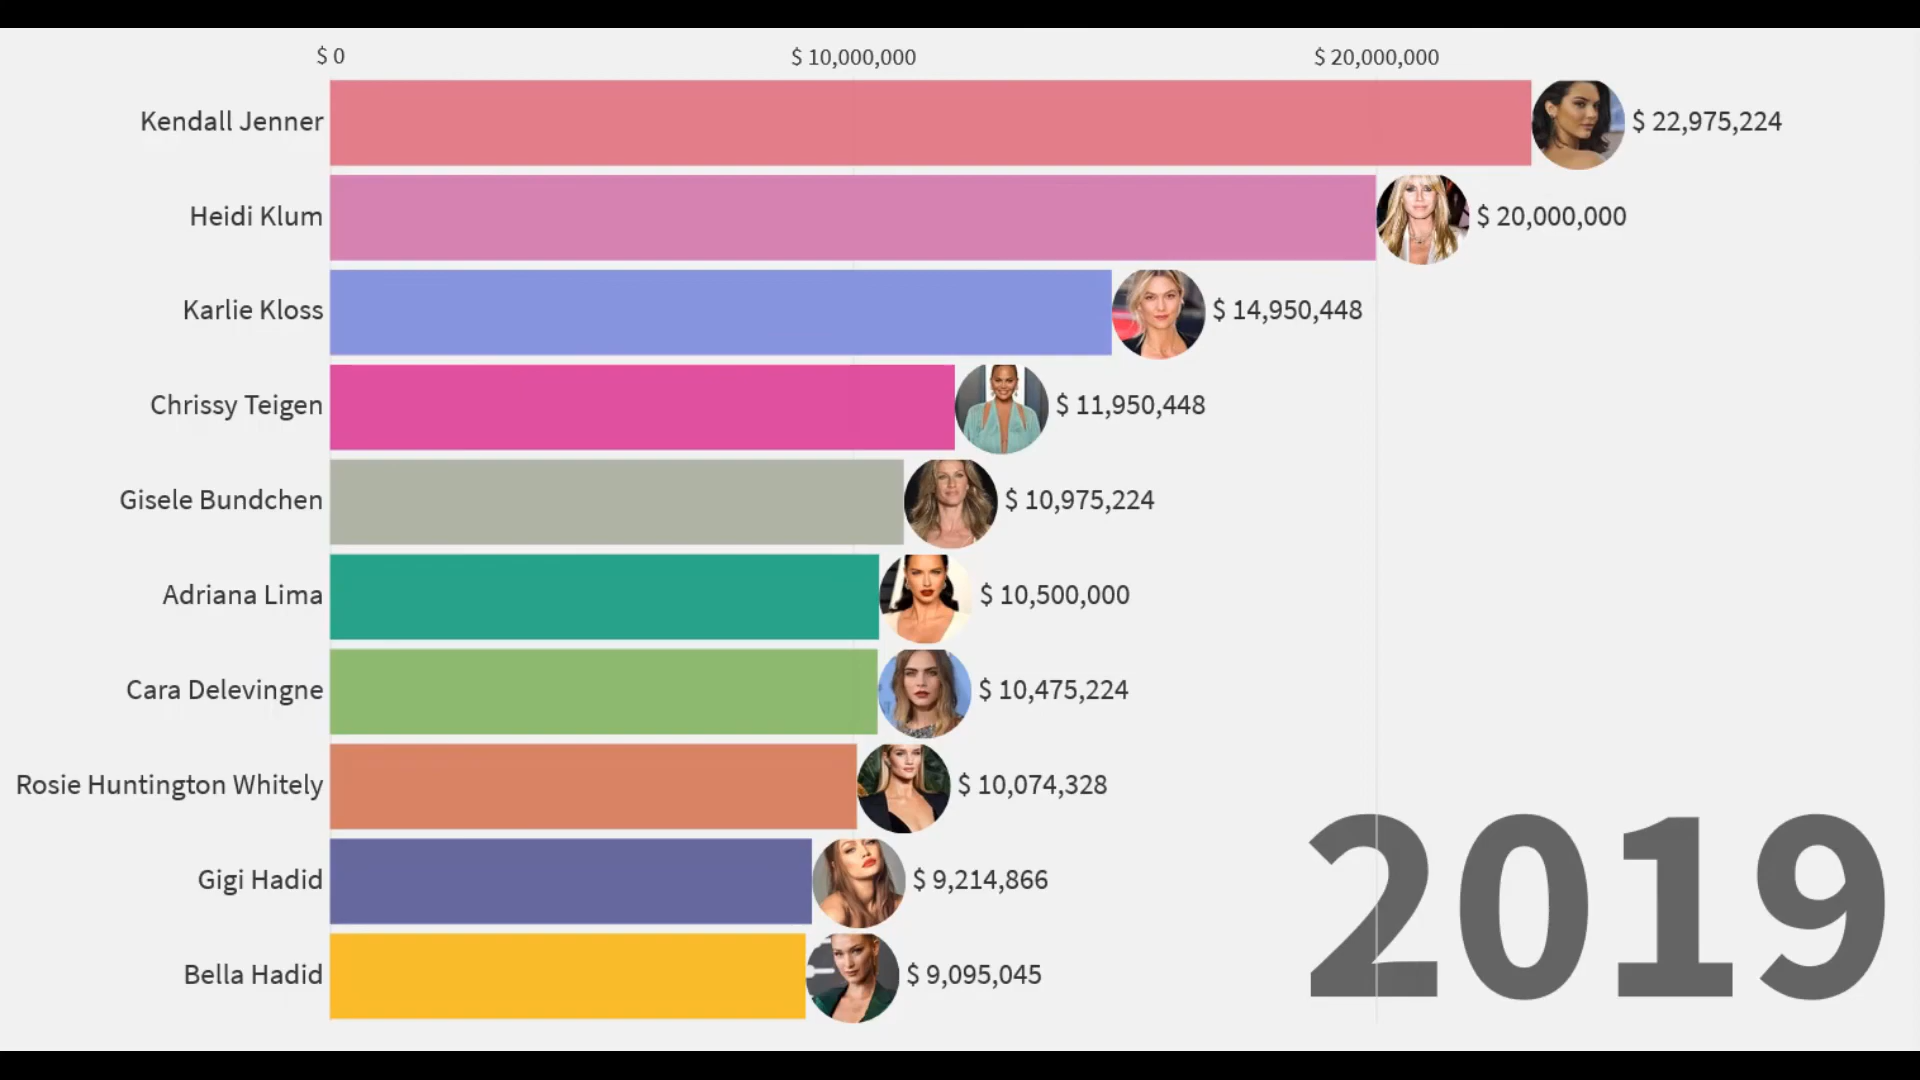 $ 0 $ 10,000,000 $ 20,000,000
Kendall Jenner $ 22,975,224
Heidi Klum $ 20,000,000
Karlie Kloss $ 14,950,448
Chrissy Teigen $ 11,950,448
Gisele Bundchen $ 10,975,224
Adriana Lima $ 10,500,000
Cara Delevingne $ 10,475,224
Rosie Huntington Whitely $ 10,074,328
Gigi Hadid $ 9,214,866
Bella Hadid $ 9,095,045
2019